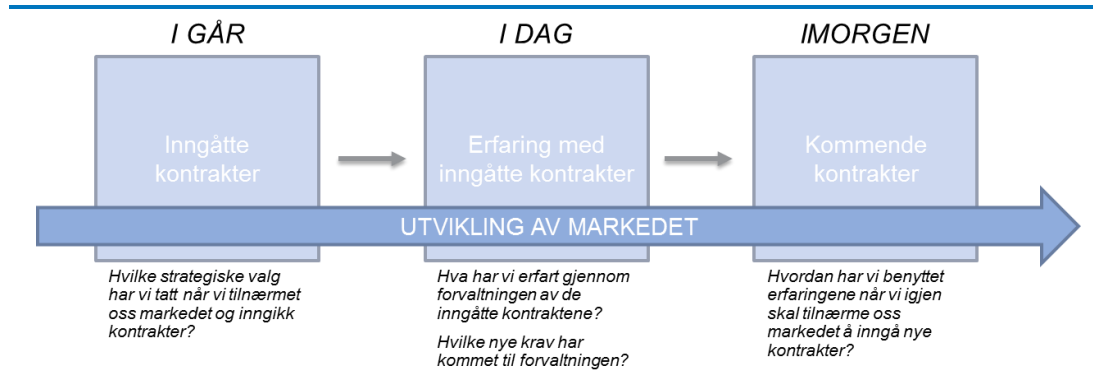 I GÅR
I DAG
IMORGEN
Inngåtte
kontrakter
Erfaring med
inngåtte kontrakter
Kommende
kontrakter
UTVIKLING AV MARKEDET
Hvilke strategiske valg
har vi tatt når vi tilnærmet
oss markedet og inngikk
kontrakter?
Hva har vi erfart gjennom
forvaltningen av de
inngåtte kontraktene?
Hvilke nye krav har
kommet til forvaltningen?
Hvordan har vi benyttet
erfaringene når vi igjen
skal tilnærme oss
markedet å inngå nye
kontrakter?